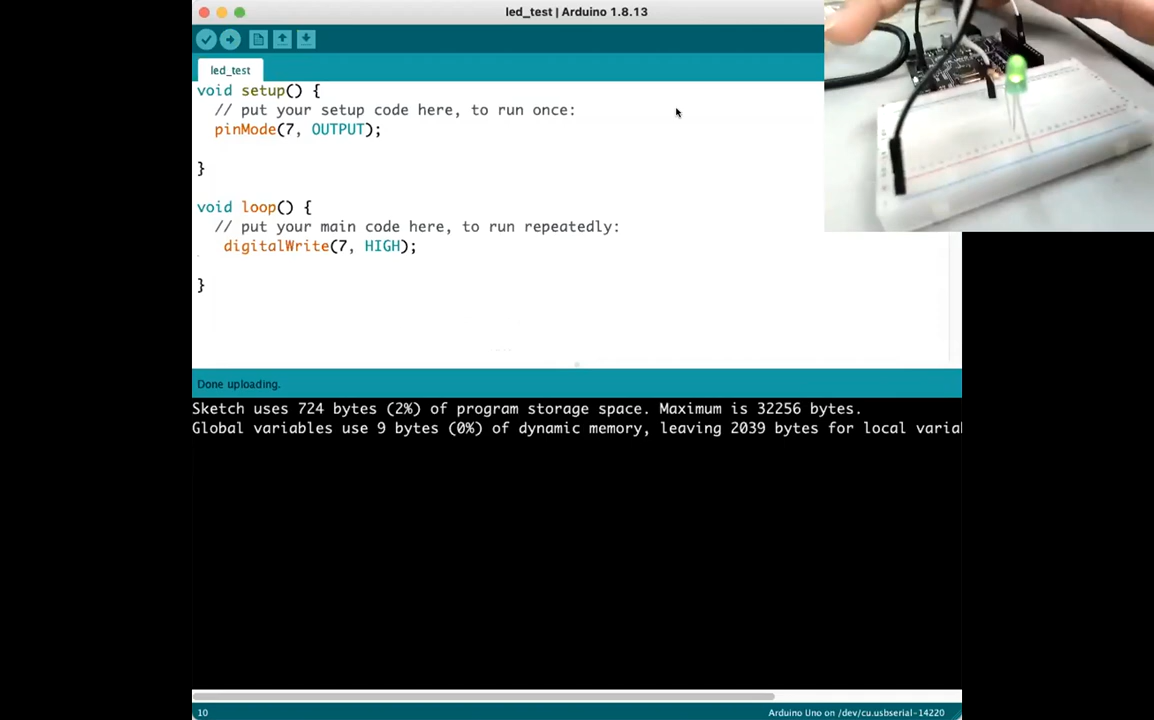 led_test | Arduino 1.8.13
led_test
void setup() {
// put your setup code here, to run once:
pinMode(7, OUTPUT);
}
void loop() {
// put your main code here, to run repeatedly:
digitalWrite(7, HIGH);
}
Done uploading.
Sketch uses 724 bytes (2%) of program storage space. Maximum is 32256 bytes.
Global variables use 9 bytes (0%) of dynamic memory, leaving 2039 bytes for local varia
10
Arduino Uno on /dev/cu.usbserial-14220